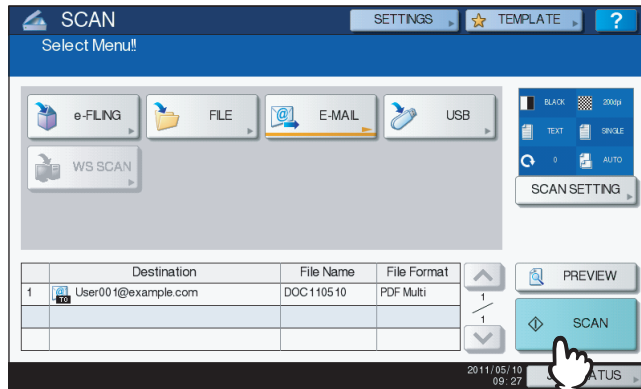 SCAN SETTINGS TEMPLATE ?
Select Menu!!
e-FILING FILE E-MAIL USB
BLACK 200dpi
TEXT SINGLE
WS SCAN
0 AUTO
SCAN SETTING
Destination File Name File Format
1 TO User001@example.com DOC110510 PDF Multi
PREVIEW
1
1
SCAN
2011/05/10
09:27